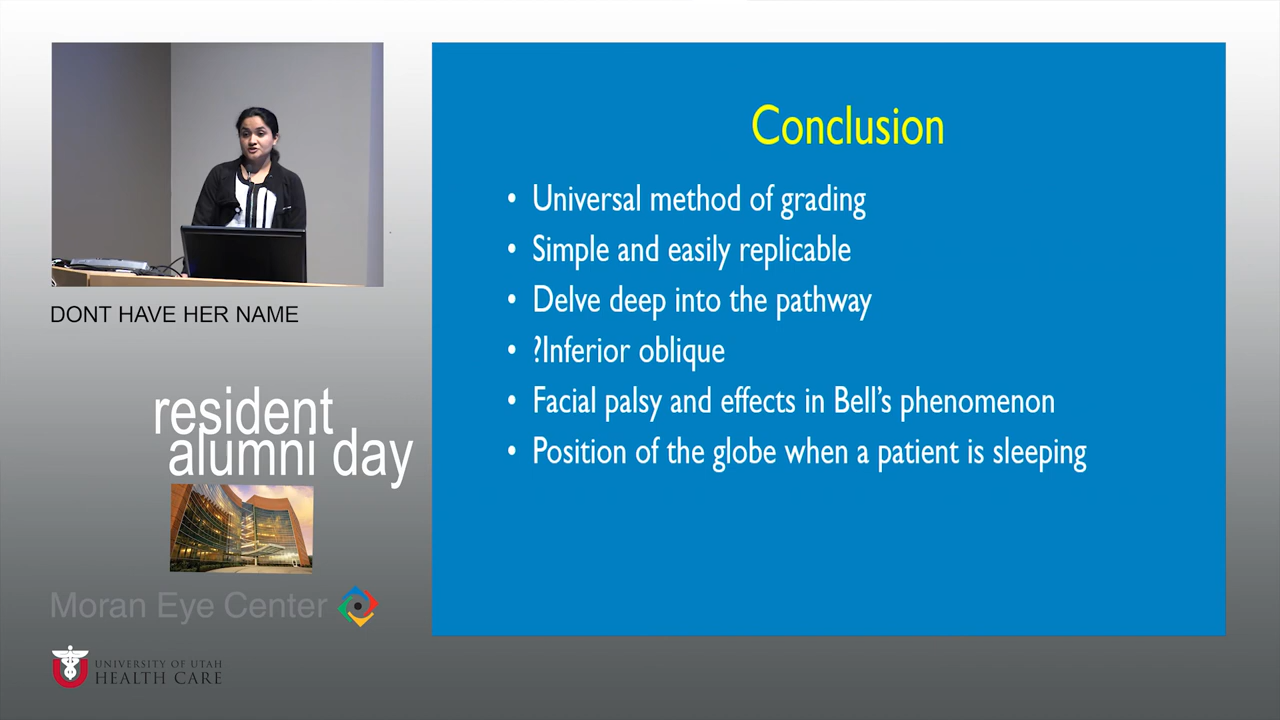 DONT HAVE HER NAME
resident
alumni day
Moran Eye Center
UNIVERSITY OF UTAH
HEALTH CARE
Conclusion
• Universal method of grading
• Simple and easily replicable
• Delve deep into the pathway
• ?Inferior oblique
• Facial palsy and effects in Bell’s phenomenon
• Position of the globe when a patient is sleeping